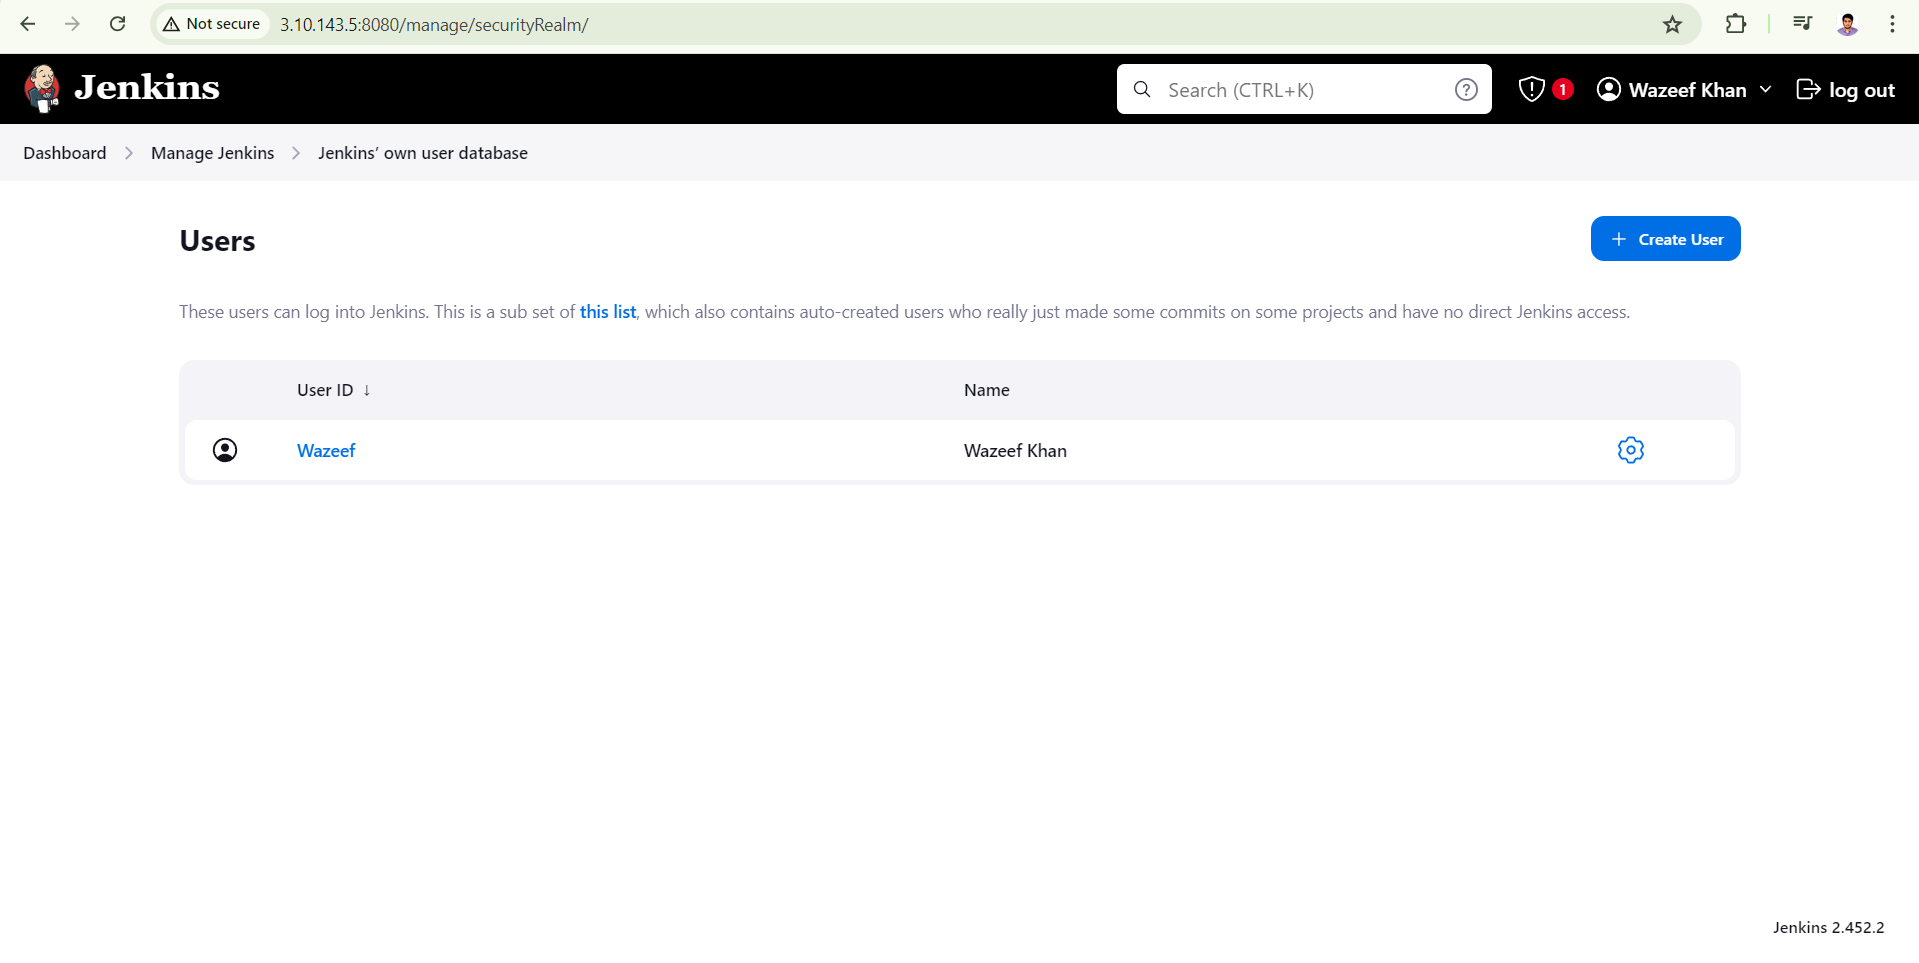 Not secure 3.10.143.5:8080/manage/securityRealm/
Jenkins Search (CTRL+K) ? 1 Wazeef Khan log out
Dashboard Manage Jenkins Jenkins’ own user database
Users + Create User
These users can log into Jenkins. This is a sub set of this list, which also contains auto-created users who really just made some commits on some projects and have no direct Jenkins access.
User ID ↓ Name
Wazeef Wazeef Khan
Jenkins 2.452.2